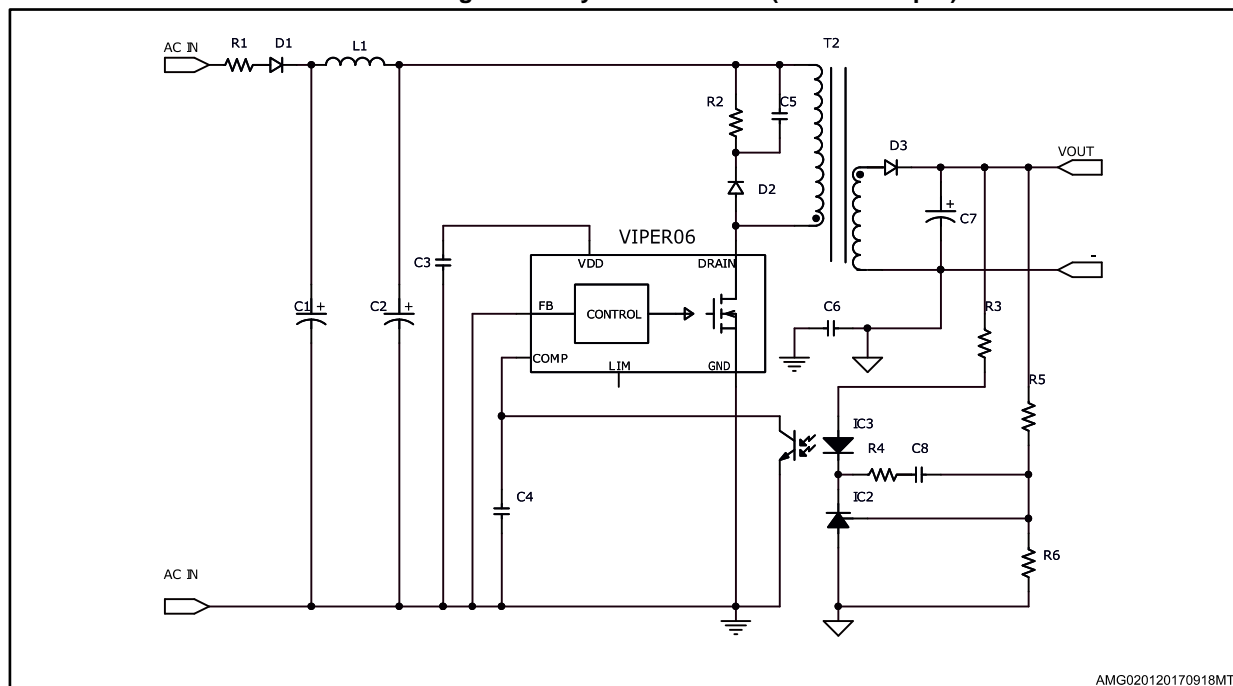 AC IN
R1
D1
L1
T2
R2
C5
D3
VOUT
D2
C7
VIPER06
-
C3
VDD
DRAIN
+
C1 +
C2 +
FB
CONTROL
C6
R3
COMP
LIM
GND
R5
IC3
R4
C8
C4
IC2
R6
AC IN
AMG020120170918MT